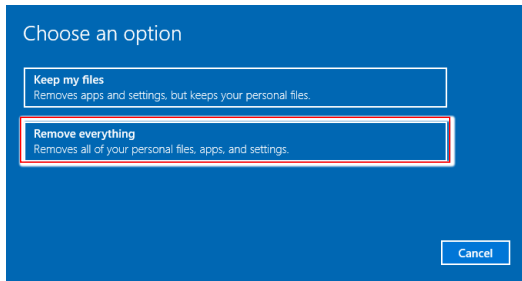 Choose an option
Keep my files
Removes apps and settings, but keeps your personal files.
Remove everything
Removes all of your personal files, apps, and settings.
Cancel